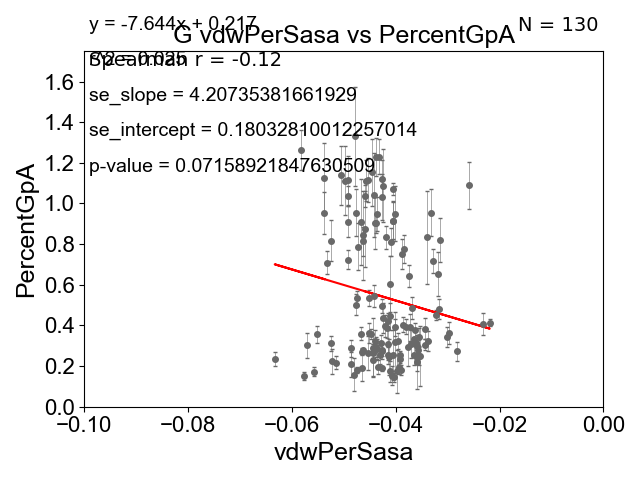 y = -7.644x + 0.217
N = 130
G vdwPerSasa vs PercentGpA
Spearman r = -0.12
se_slope = 4.20735381661929
se_intercept = 0.18032810012257014
p-value = 0.07158921847630509
PercentGpA
1.6
1.4
1.2
1.0
0.8
0.6
0.4
0.2
0.0
−0.10 −0.08 −0.06 −0.04 −0.02 0.00
vdwPerSasa